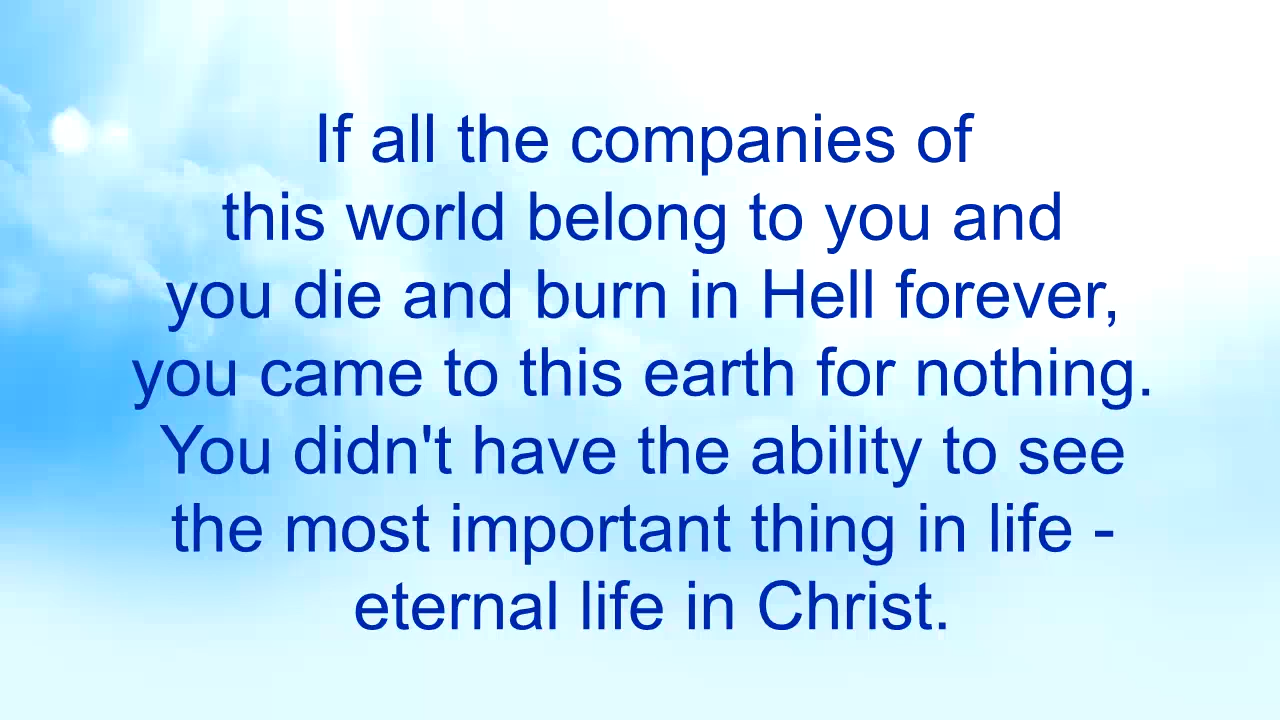 If all the companies of
this world belong to you and
you die and burn in Hell forever,
you came to this earth for nothing.
You didn't have the ability to see
the most important thing in life -
eternal life in Christ.